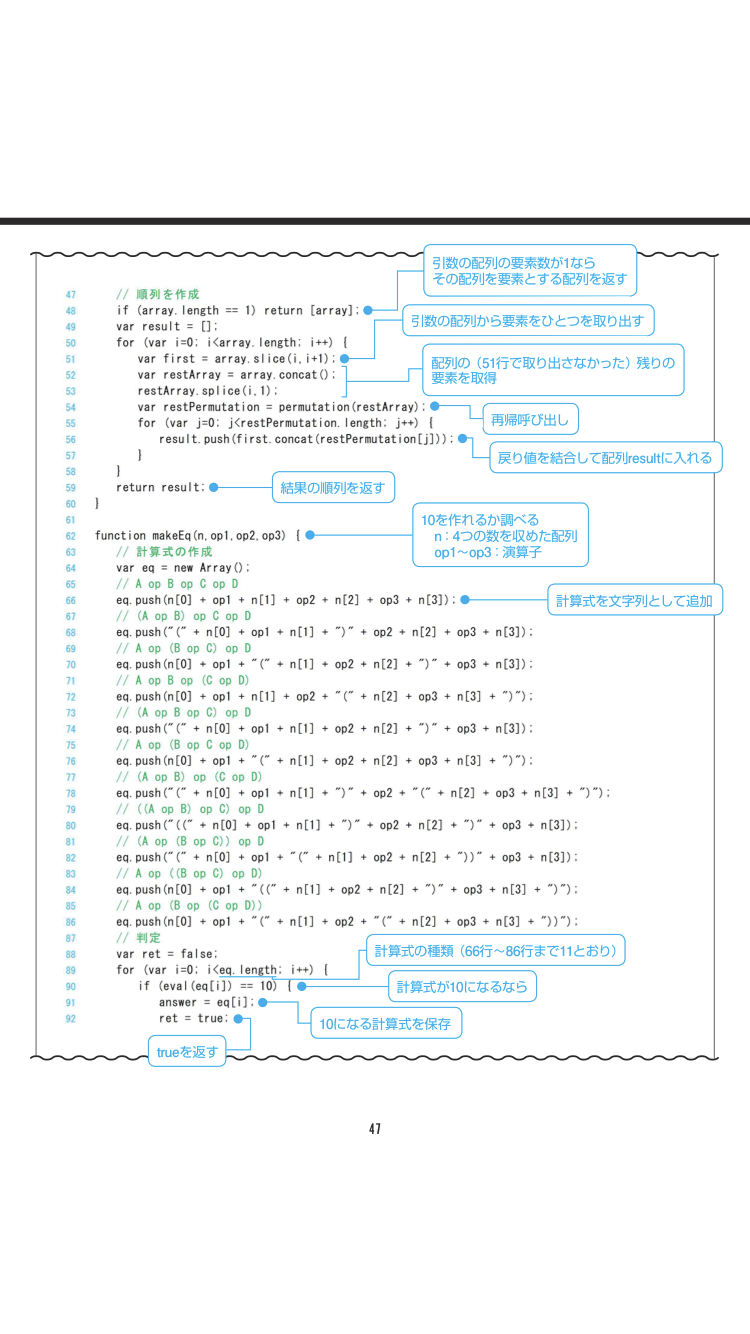 引数の配列の要素数が1なら
その配列を要素とする配列を返す
47 // 順列を作成
48 if (array.length == 1) return [array];
引数の配列から要素をひとつを取り出す
49 var result = [];
50 for (var i=0; i<array.length; i++) {
51 var first = array.slice(i,i+1);
配列の（51行で取り出さなかった）残りの
要素を取得
52 var restArray = array.concat();
53 restArray.splice(i,1);
54 var restPermutation = permutation(restArray);
再帰呼び出し
55 for (var j=0; j<restPermutation.length; j++) {
56 result.push(first.concat(restPermutation[j]));
戻り値を結合して配列resultに入れる
57 }
58 }
59 return result;
結果の順列を返す
60 }
61
62 function makeEq(n,op1,op2,op3) {
10を作れるか調べる
n：4つの数を収めた配列
op1～op3：演算子
63 // 計算式の作成
64 var eq = new Array();
65 // A op B op C op D
66 eq.push(n[0] + op1 + n[1] + op2 + n[2] + op3 + n[3]);
計算式を文字列として追加
67 // (A op B) op C op D
68 eq.push("(" + n[0] + op1 + n[1] + ")" + op2 + n[2] + op3 + n[3]);
69 // A op (B op C) op D
70 eq.push(n[0] + op1 + "(" + n[1] + op2 + n[2] + ")" + op3 + n[3]);
71 // A op B op (C op D)
72 eq.push(n[0] + op1 + n[1] + op2 + "(" + n[2] + op3 + n[3] + ")");
73 // (A op B op C) op D
74 eq.push("(" + n[0] + op1 + n[1] + op2 + n[2] + ")" + op3 + n[3]);
75 // A op (B op C op D)
76 eq.push(n[0] + op1 + "(" + n[1] + op2 + n[2] + op3 + n[3] + ")");
77 // (A op B) op (C op D)
78 eq.push("(" + n[0] + op1 + n[1] + ")" + op2 + "(" + n[2] + op3 + n[3] + ")");
79 // ((A op B) op C) op D
80 eq.push("((" + n[0] + op1 + n[1] + ")" + op2 + n[2] + ")" + op3 + n[3]);
81 // (A op (B op C)) op D
82 eq.push("(" + n[0] + op1 + "(" + n[1] + op2 + n[2] + "))" + op3 + n[3]);
83 // A op ((B op C) op D)
84 eq.push(n[0] + op1 + "((" + n[1] + op2 + n[2] + ")" + op3 + n[3] + ")");
85 // A op (B op (C op D))
86 eq.push(n[0] + op1 + "(" + n[1] + op2 + "(" + n[2] + op3 + n[3] + "))");
87 // 判定
88 var ret = false;
計算式の種類（66行～86行まで11とおり）
89 for (var i=0; i<eq.length; i++) {
90 if (eval(eq[i]) == 10) {
計算式が10になるなら
91 answer = eq[i];
10になる計算式を保存
92 ret = true;
trueを返す
47